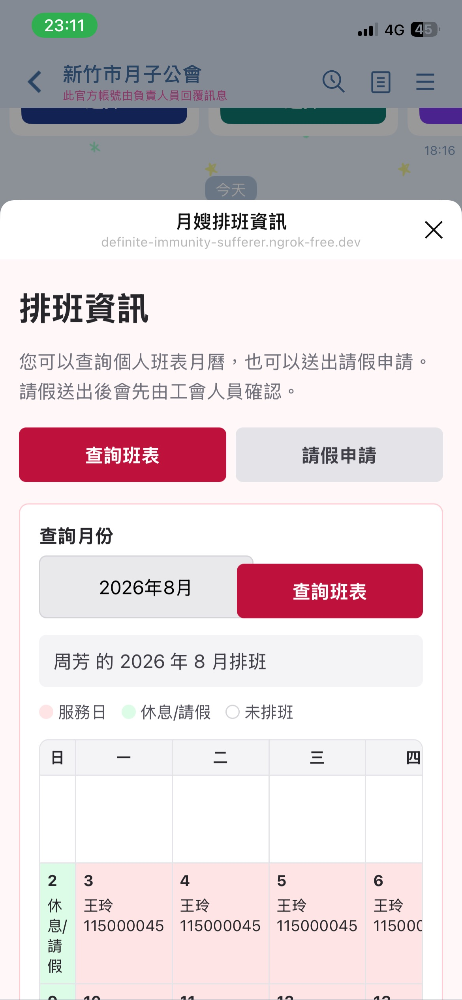 23:11
4G 45
新竹市月子公會
此官方帳號由負責人員回覆訊息
18:16
今天
月嫂排班資訊
definite-immunity-sufferer.ngrok-free.dev
排班資訊
您可以查詢個人班表月曆，也可以送出請假申請。
請假送出後會先由工會人員確認。
查詢班表 請假申請
查詢月份
2026年8月 查詢班表
周芳 的 2026 年 8 月排班
服務日 休息/請假 未排班
日 一 二 三 四
2 3 4 5 6
休 王玲 王玲 王玲 王玲
息/ 115000045 115000045 115000045 115000
請
假
9 10 11 12 13